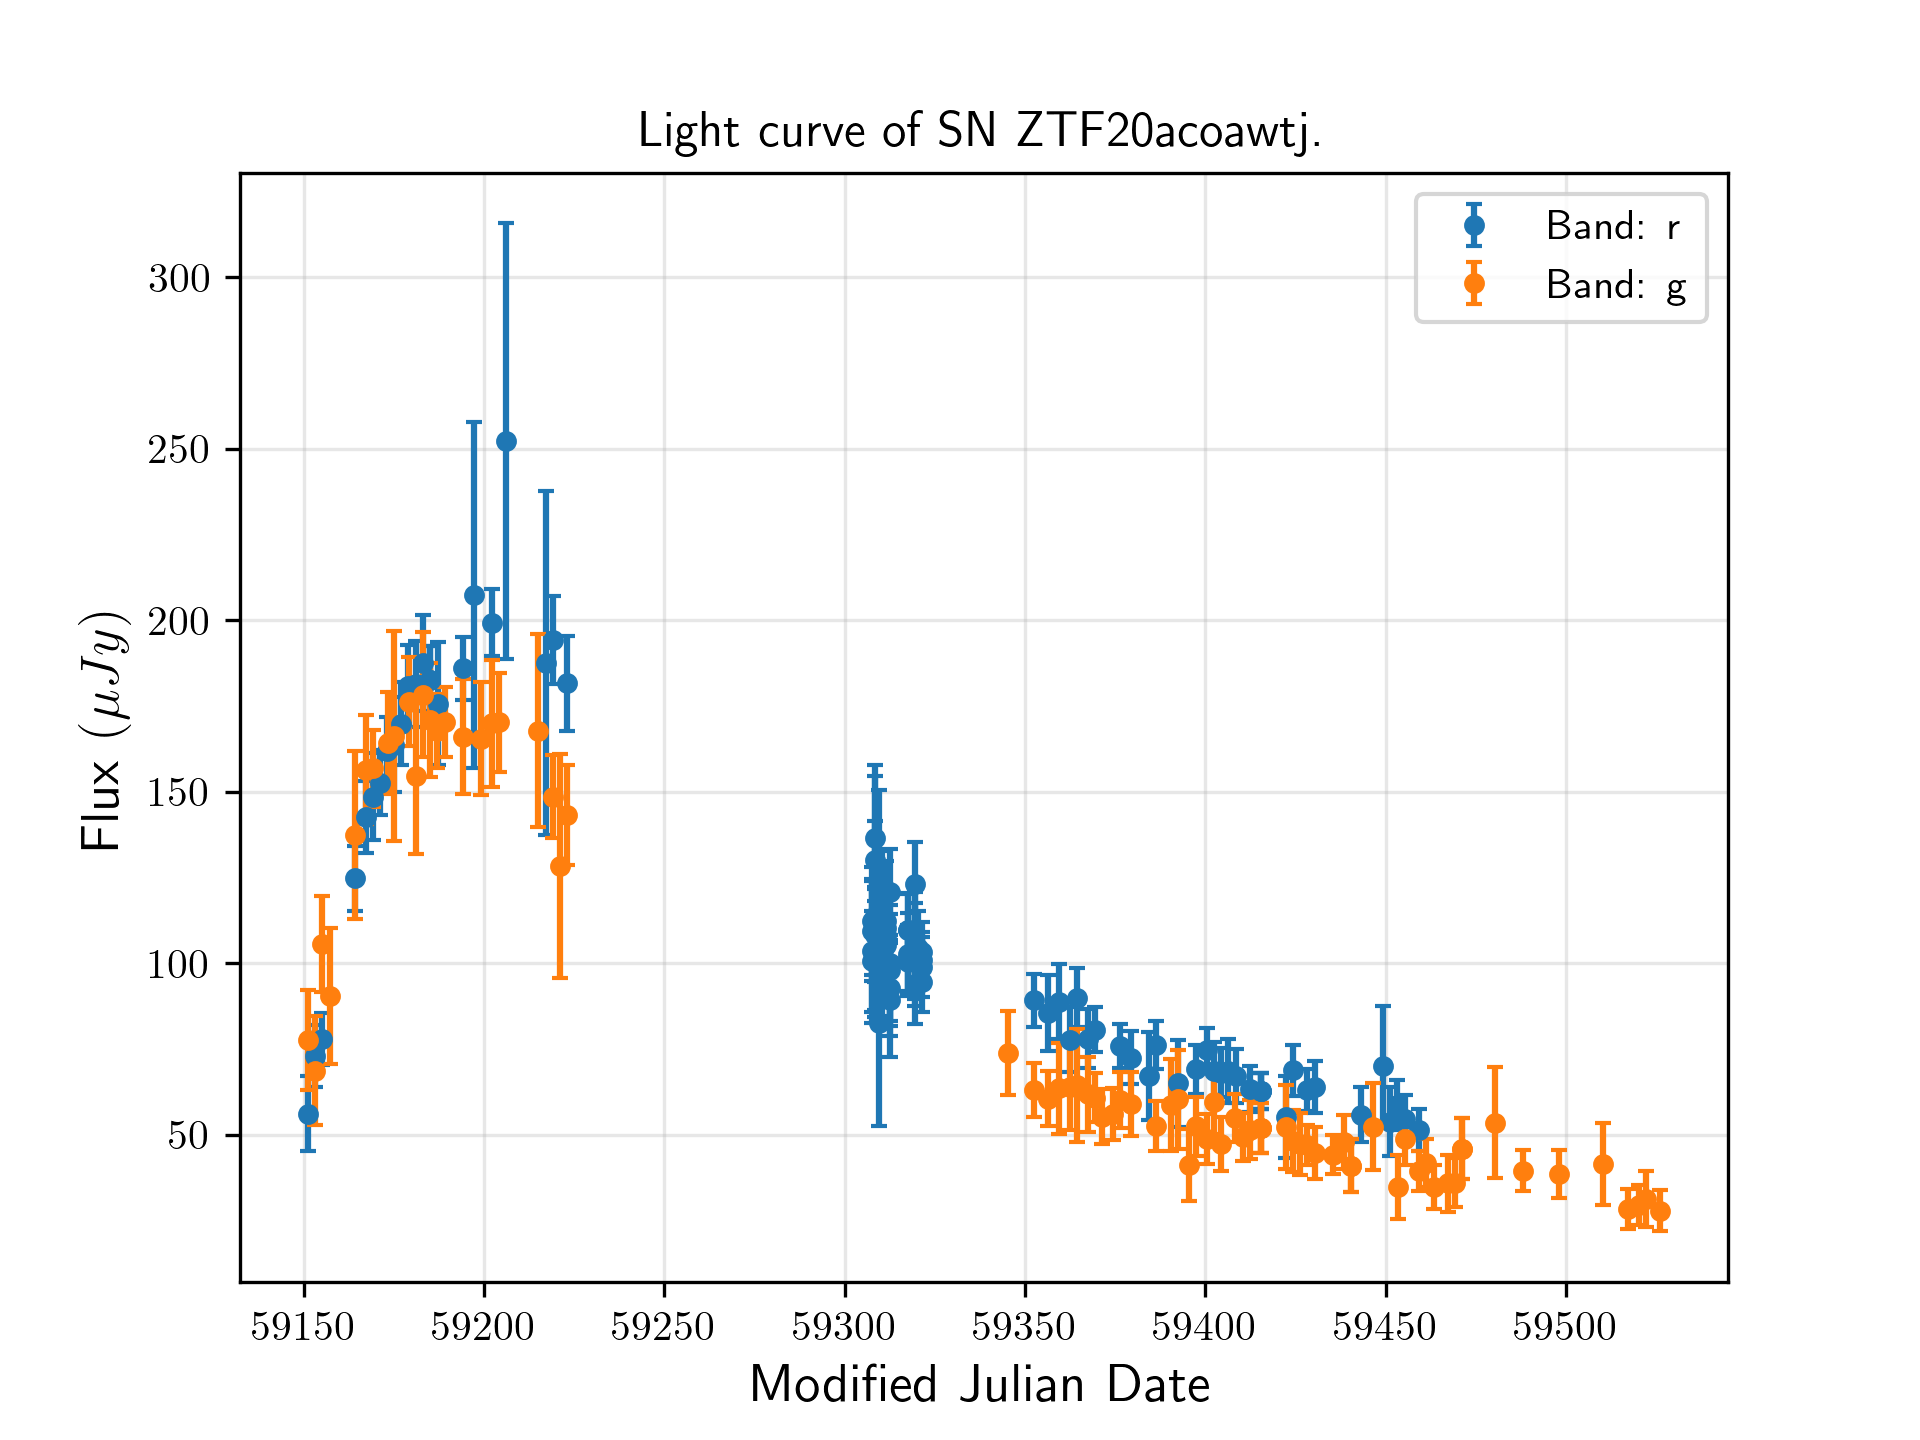 Light curve of SN ZTF20acoawtj.
Band: r
Band: g
300
250
200
150
100
50
Flux (μJy)
59150 59200 59250 59300 59350 59400 59450 59500
Modified Julian Date